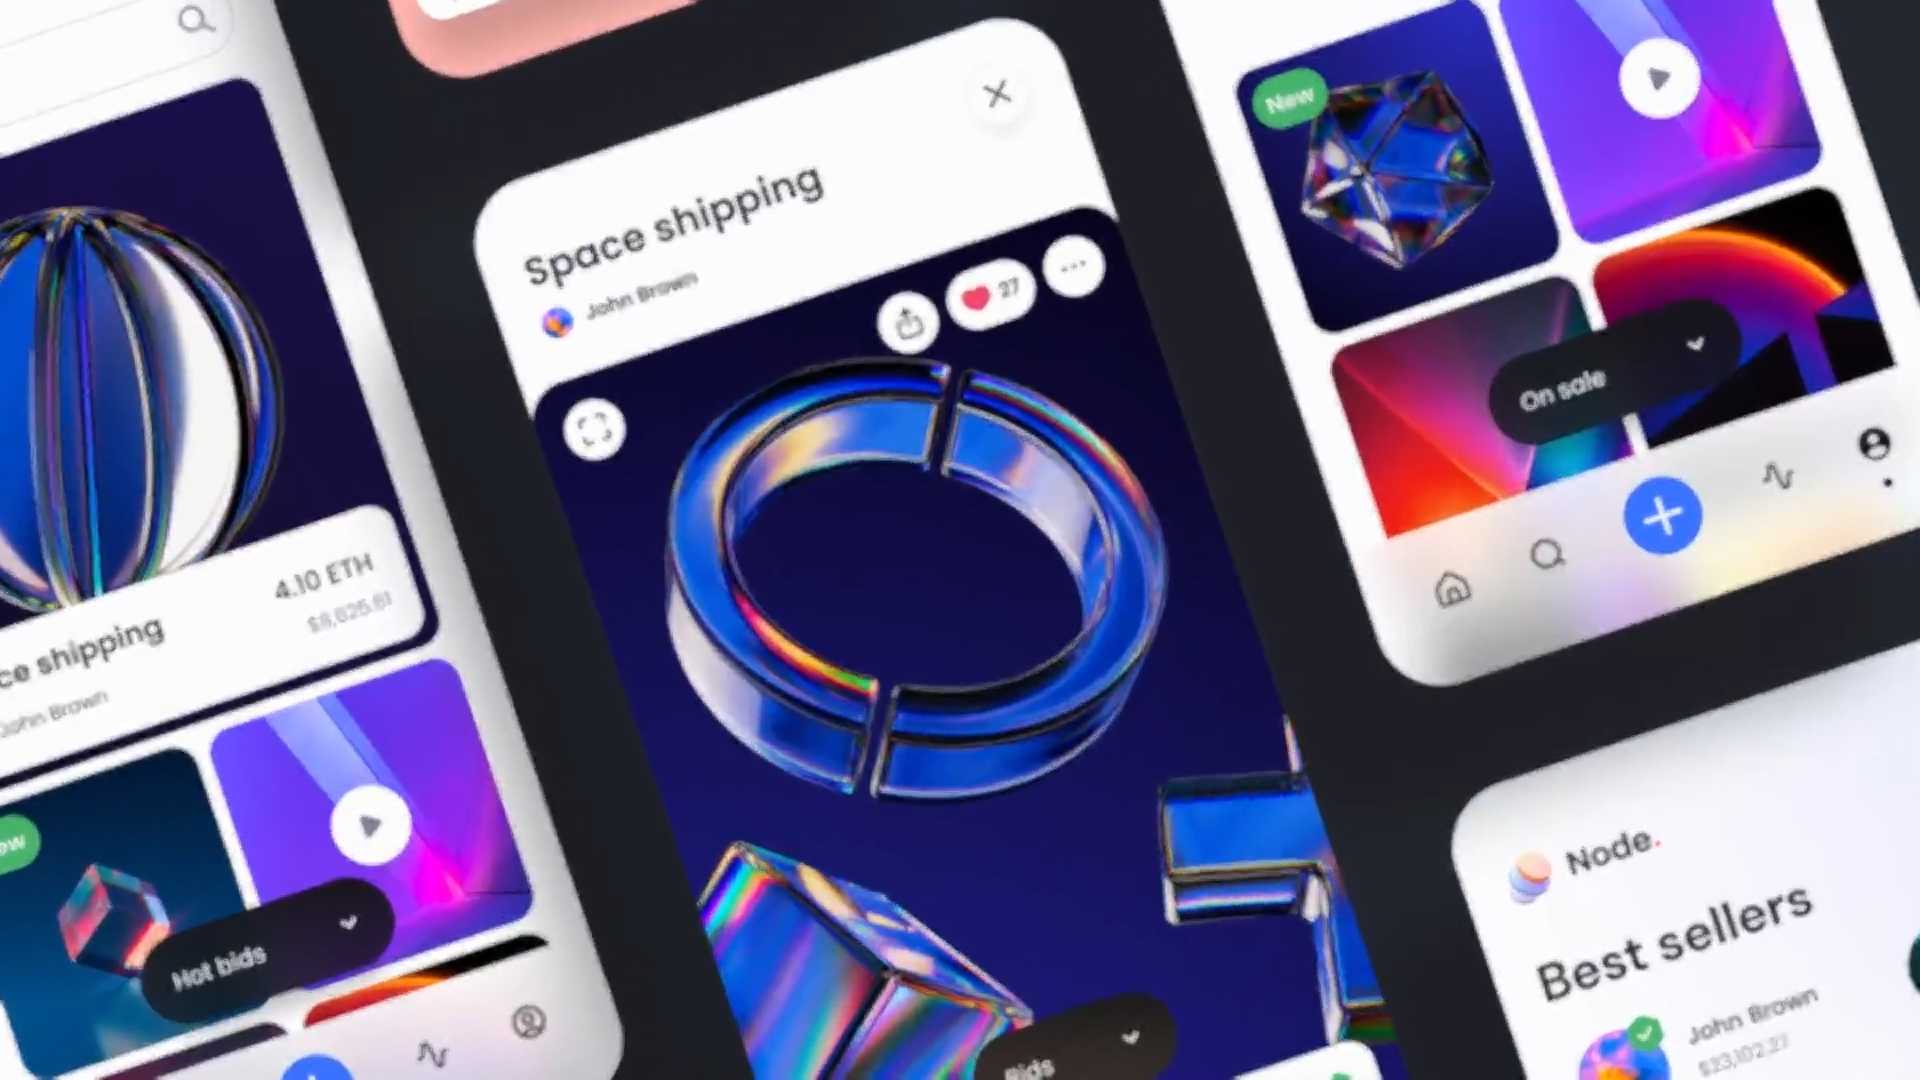 4.10 ETH
$8,625.61
ce shipping
John Brown
ew
Hot bids
Space shipping
John Brown
27
Bids
New
On sale
Node.
Best sellers
John Brown
$23,102.27